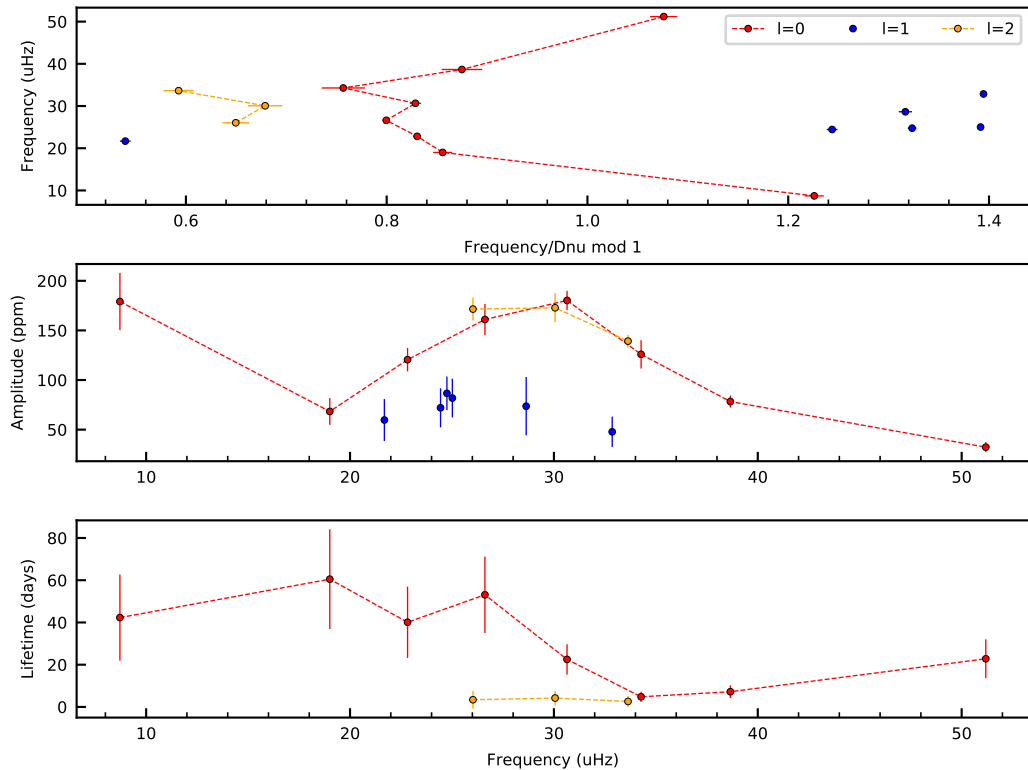 50
40
30
20
10
Frequency (uHz)
l=0 l=1 l=2
0.6 0.8 1.0 1.2 1.4
Frequency/Dnu mod 1
200
150
100
50
Amplitude (ppm)
10 20 30 40 50
80
60
40
20
0
Lifetime (days)
10 20 30 40 50
Frequency (uHz)